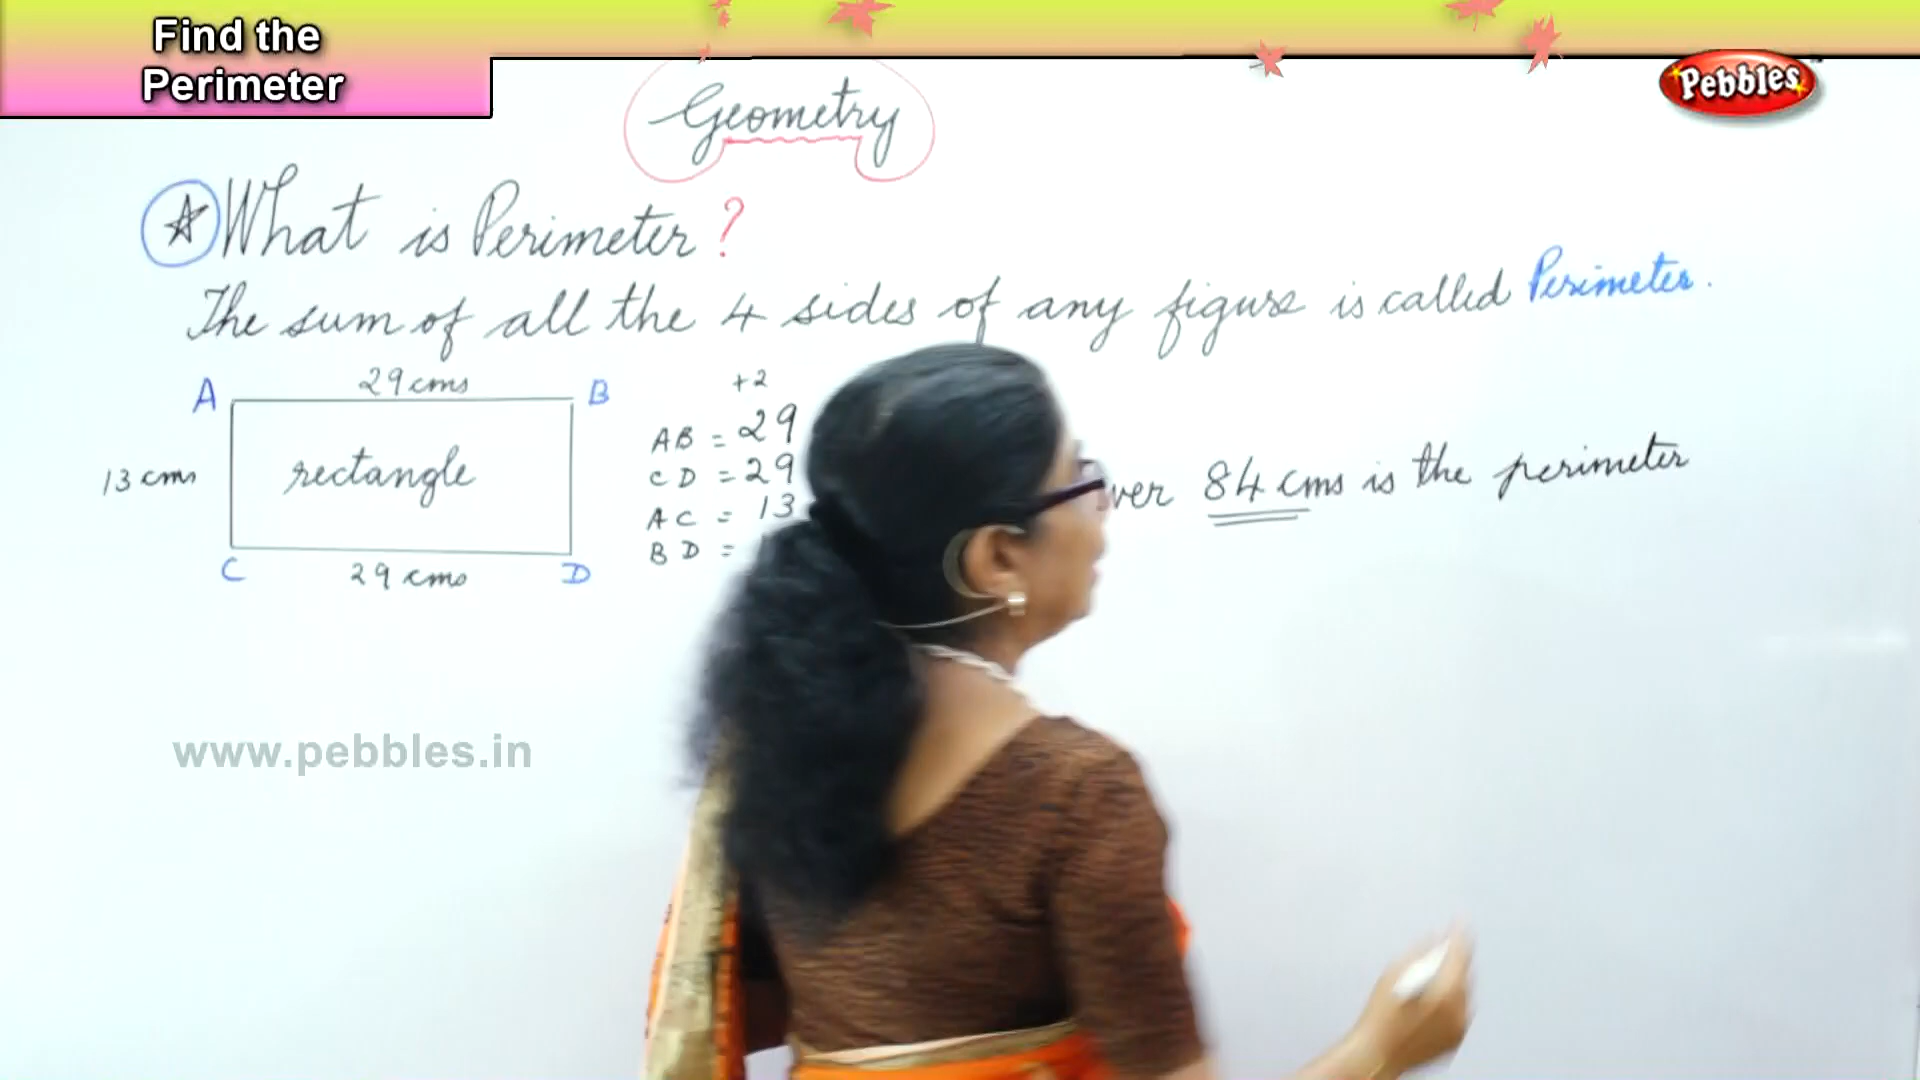 Find the
Perimeter
Pebbles
Geometry
What is Perimeter?
The sum of all the 4 sides of any figure is called Perimeter.
A 29 cms B
13 cms rectangle
C 29 cms D
+2
AB = 29
CD = 29
AC = 13
BD =
84 cms is the perimeter
www.pebbles.in